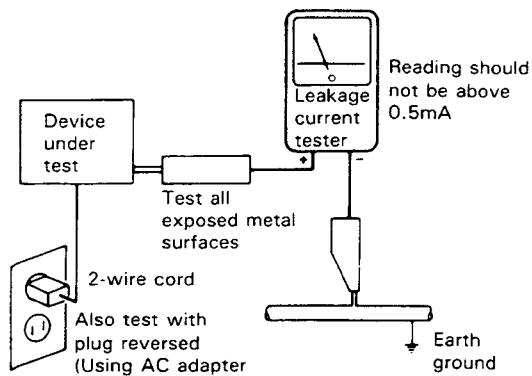 Device
under
test
Leakage
current
tester
Reading should
not be above
0.5mA
+
-
Test all
exposed metal
surfaces
2-wire cord
Also test with
plug reversed
(Using AC adapter
Earth
ground